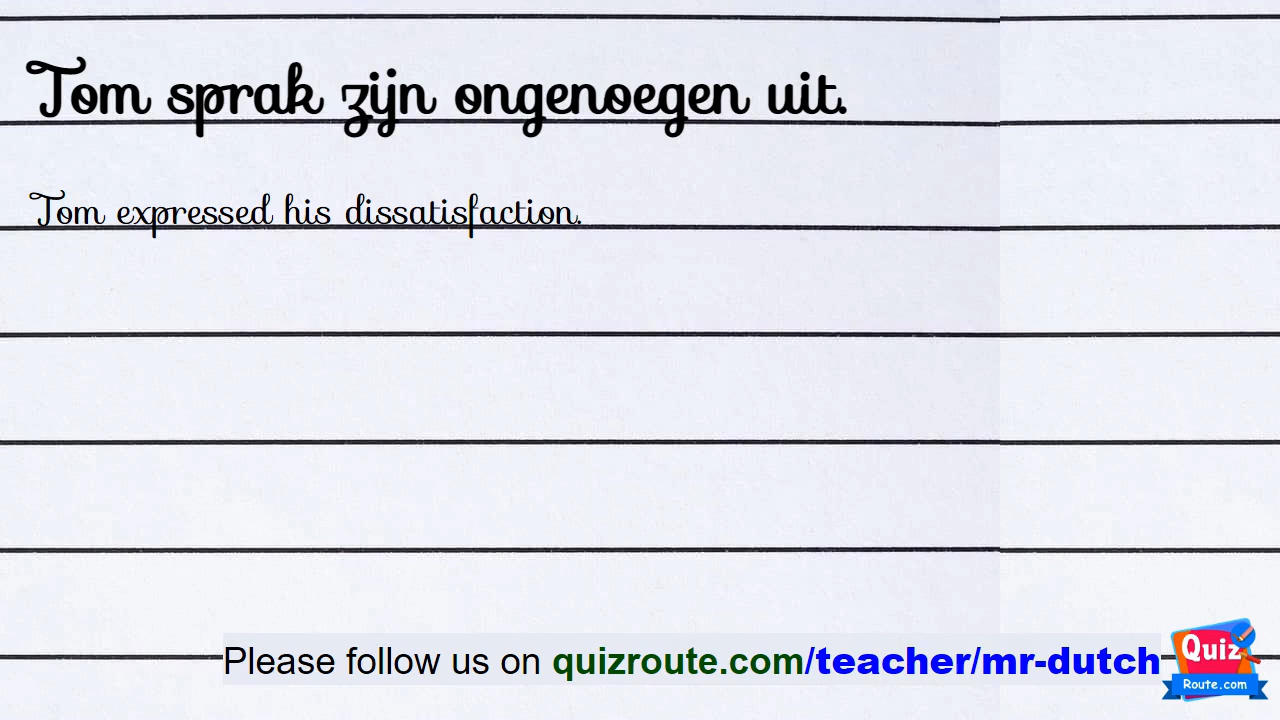 Tom sprak zijn ongenoegen uit.
Tom expressed his dissatisfaction.
Please follow us on quizroute.com/teacher/mr-dutch
Quiz
Route.com